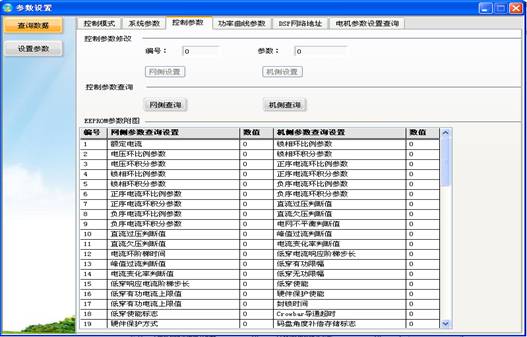 参数设置
查询数据
设置参数
控制模式 系统参数 控制参数 功率曲线参数 DSP网络地址 电机参数设置查询
控制参数修改
编号： 0 参数： 0
网侧设置 机侧设置
控制参数查询
网侧查询 机侧查询
EEPROM参数附图
编号 网侧参数查询设置 数值 机侧参数查询设置 数值
1 额定电流 0 锁相环比例参数 0
2 电压环比例参数 0 锁相环积分参数 0
3 电压环积分参数 0 正序电流环比例参数 0
4 锁相环比例参数 0 正序电流环积分参数 0
5 锁相环积分参数 0 负序电流环比例参数 0
6 正序电流环比例参数 0 负序电流环积分参数 0
7 正序电流环积分参数 0 直流过压判断值 0
8 负序电流环比例参数 0 直流欠压判断值 0
9 负序电流环积分参数 0 电网不平衡判断值 0
10 直流过压判断值 0 峰值过流判断值 0
11 直流欠压判断值 0 电流变化率判断值 0
12 电流环阶梯时间 0 低穿电流响应阶梯步长 0
13 峰值过流判断值 0 低穿有功限幅 0
14 电流变化率判断值 0 低穿无功限幅 0
15 低穿响应电流阶梯步长 0 低穿使能 0
16 低穿有功电流上限值 0 硬件保护使能 0
17 低穿有功电流上限值 0 封锁时间 0
18 低穿使能标志 0 Crowbar导通超时 0
19 硬件保护方式 0 码盘角度补偿存储标志 0